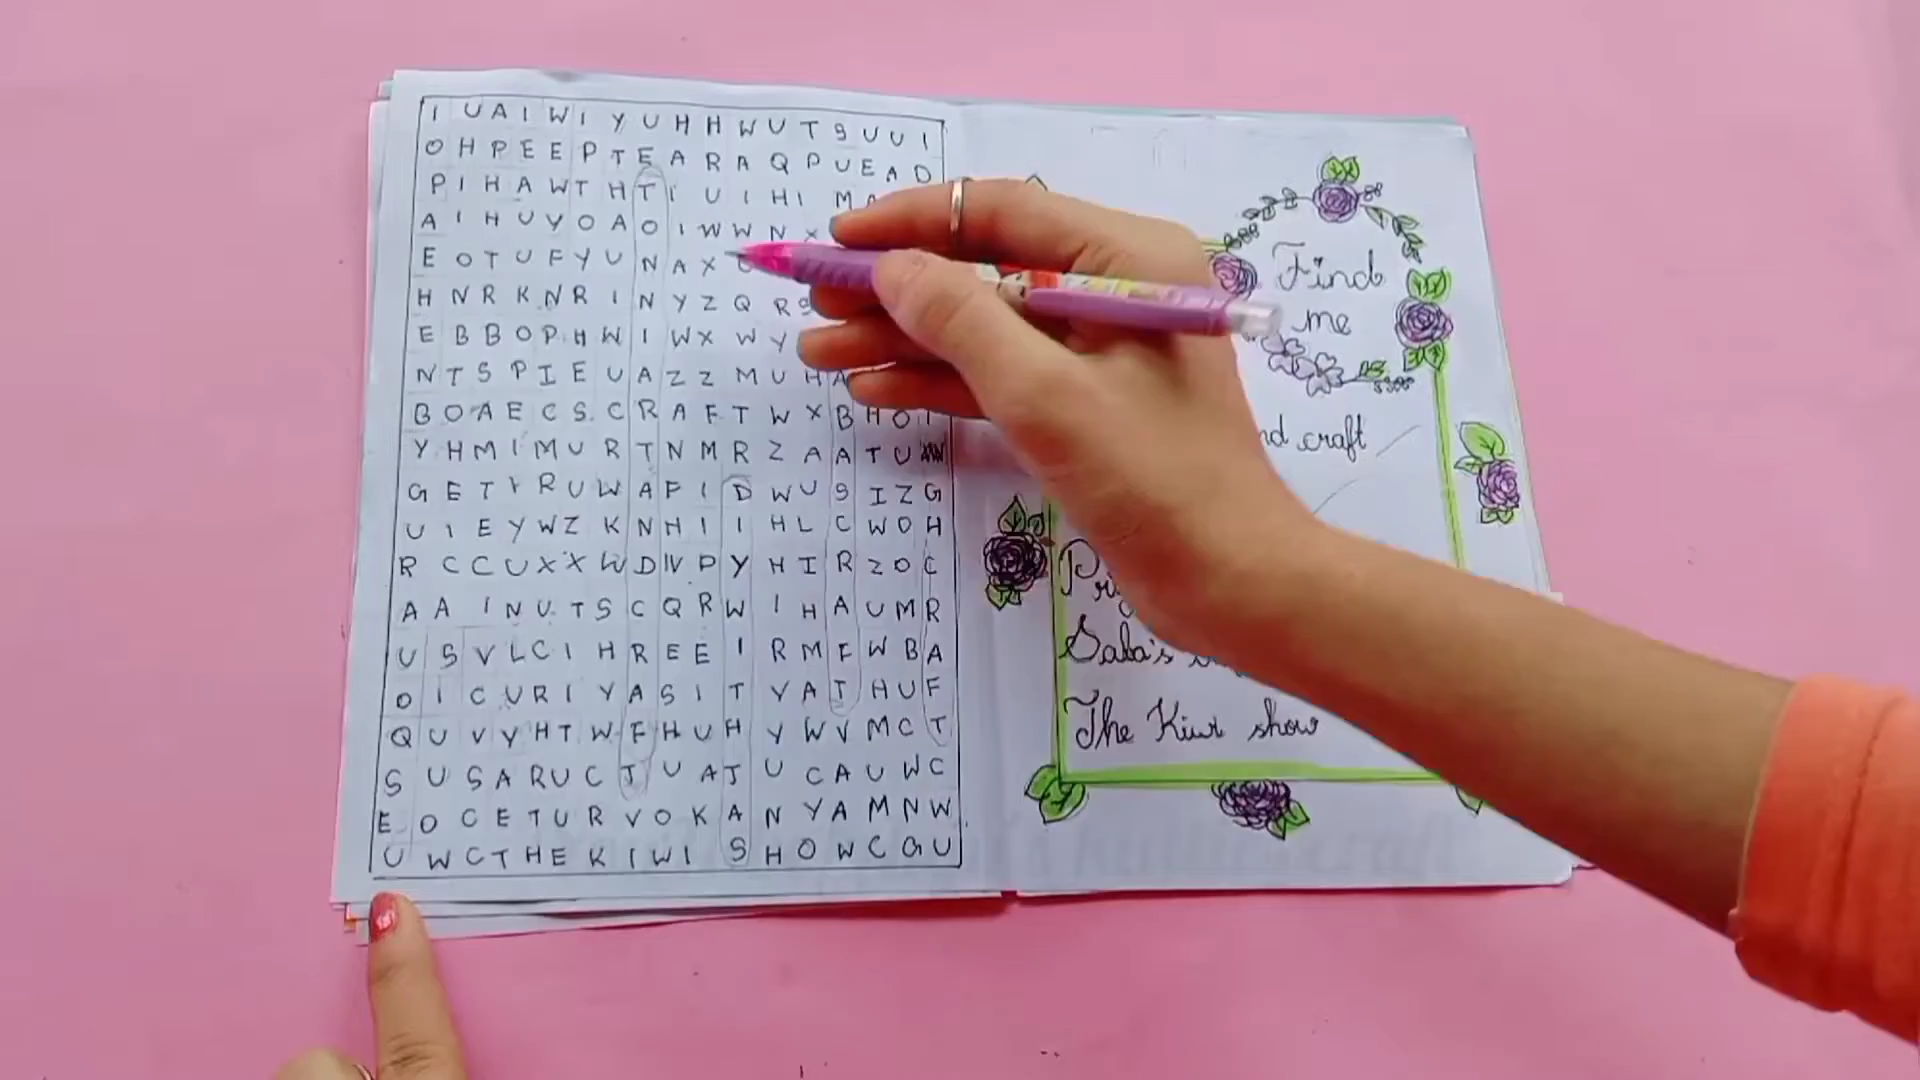 I U A I W I Y U H H W U T S U U I
O H P E E P T E A R A Q P U E A D
P I H A W T H T I U I H I M
A I H U Y O A O I W W N X
E O T U F Y U N A X
H N R K N R I N Y Z Q R S
E B B O P H W I W X W Y
N T S P I E U A Z Z M U H A
B O A E C S C R A F T W X B H O T
Y H M I M U R T N M R Z A A T U
G E T Y R U W A F I D W U S I Z G
U I E Y W Z K N H I I H L C W O H
R C C U X X W D N P Y H I R Z O C
A A I N U T S C Q R W I H A U M R
U S V L C I H R E E I R M F W B A
O I C U R I Y A S I T Y A T H U F
Q U V Y H T W F H U H Y W V M C T
S U S A R U C T U A T U C A U W C
E O C E T U R V O K A N Y A M N W
U W C T H E K I W I S H O W C G U
Find
me
craft
Saba's
The Kiwi show